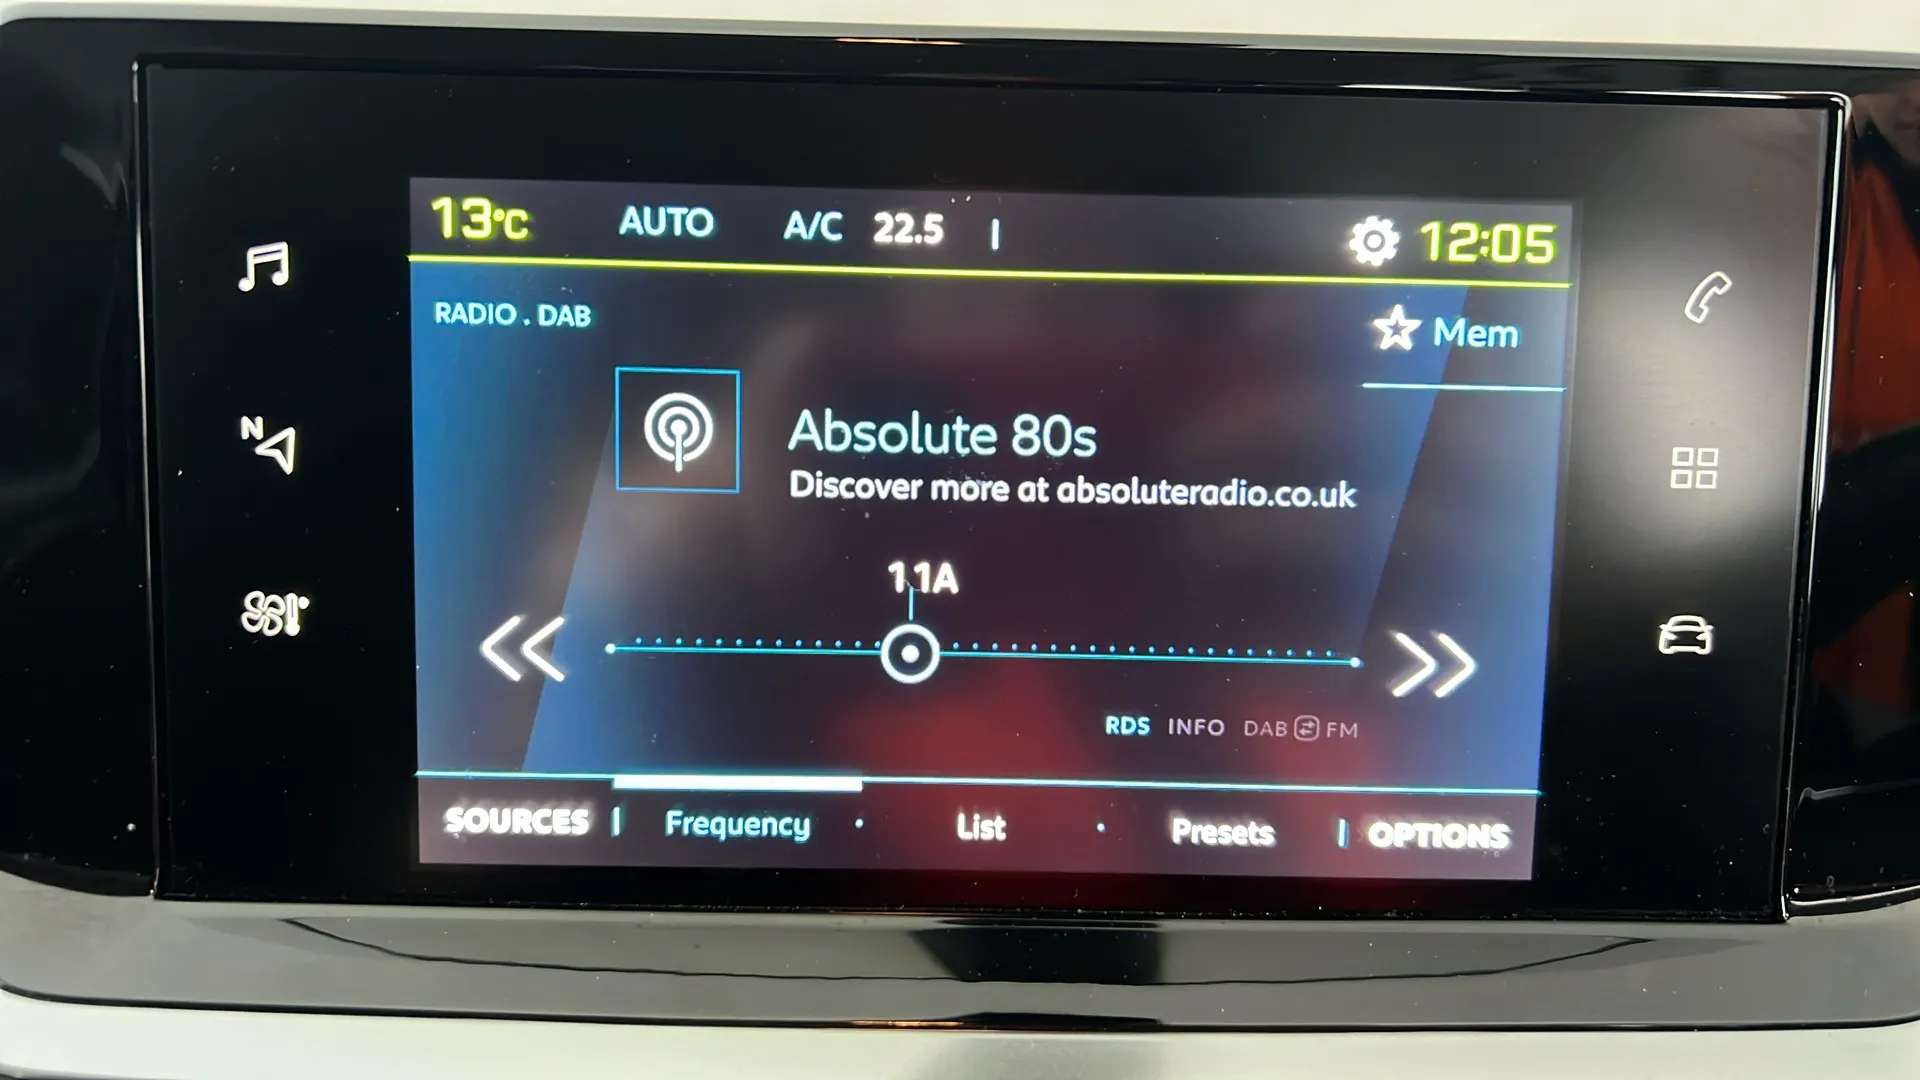 13°C AUTO A/C 22.5 12:05
RADIO . DAB
Mem
N
Absolute 80s
Discover more at absoluteradio.co.uk
11A
RDS INFO DAB FM
SOURCES Frequency List Presets OPTIONS